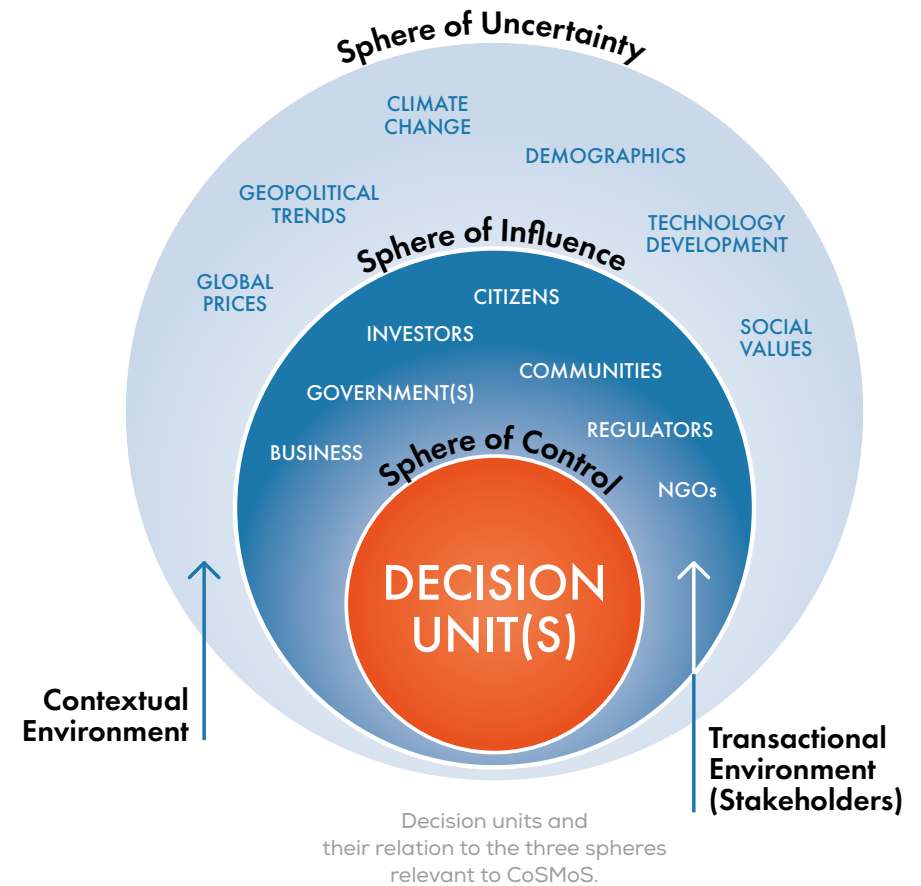 Sphere of Uncertainty
CLIMATE
CHANGE
DEMOGRAPHICS
GEOPOLITICAL
TRENDS
TECHNOLOGY
DEVELOPMENT
GLOBAL
PRICES
SOCIAL
VALUES
Sphere of Influence
CITIZENS
INVESTORS
COMMUNITIES
GOVERNMENT(S)
REGULATORS
BUSINESS
NGOs
Sphere of Control
DECISION
UNIT(S)
Contextual
Environment
Transactional
Environment
(Stakeholders)
Decision units and
their relation to the three spheres
relevant to CoSMoS.